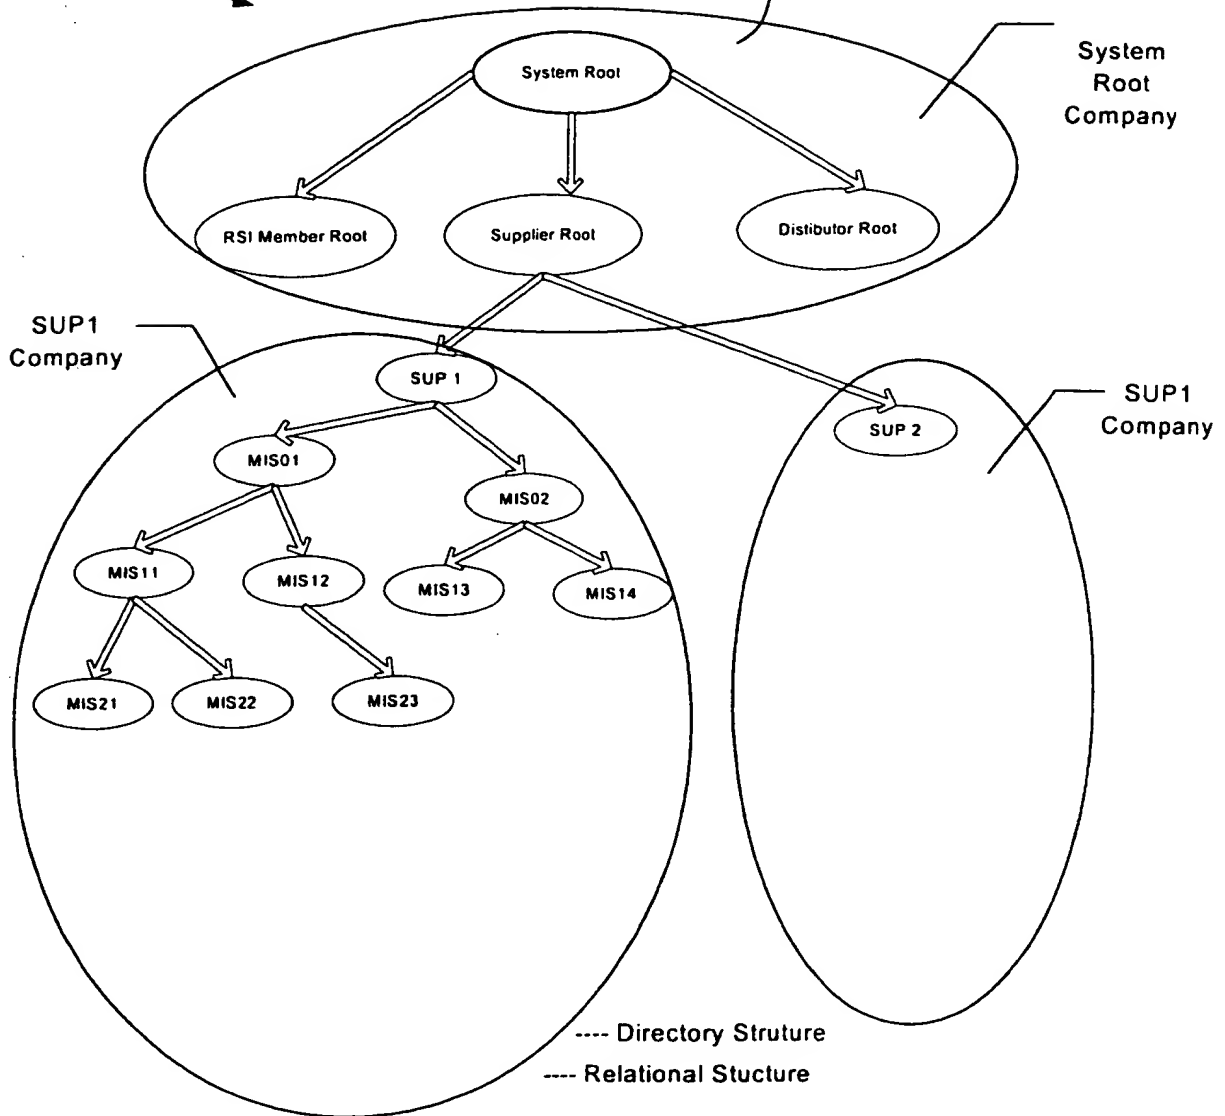 System Root
System
Root
Company
RSI Member Root
Supplier Root
Distibutor Root
SUP1
Company
SUP 1
SUP1
Company
SUP 2
MIS01
MIS02
MIS11
MIS12
MIS13
MIS14
MIS21
MIS22
MIS23
---- Directory Struture
---- Relational Stucture